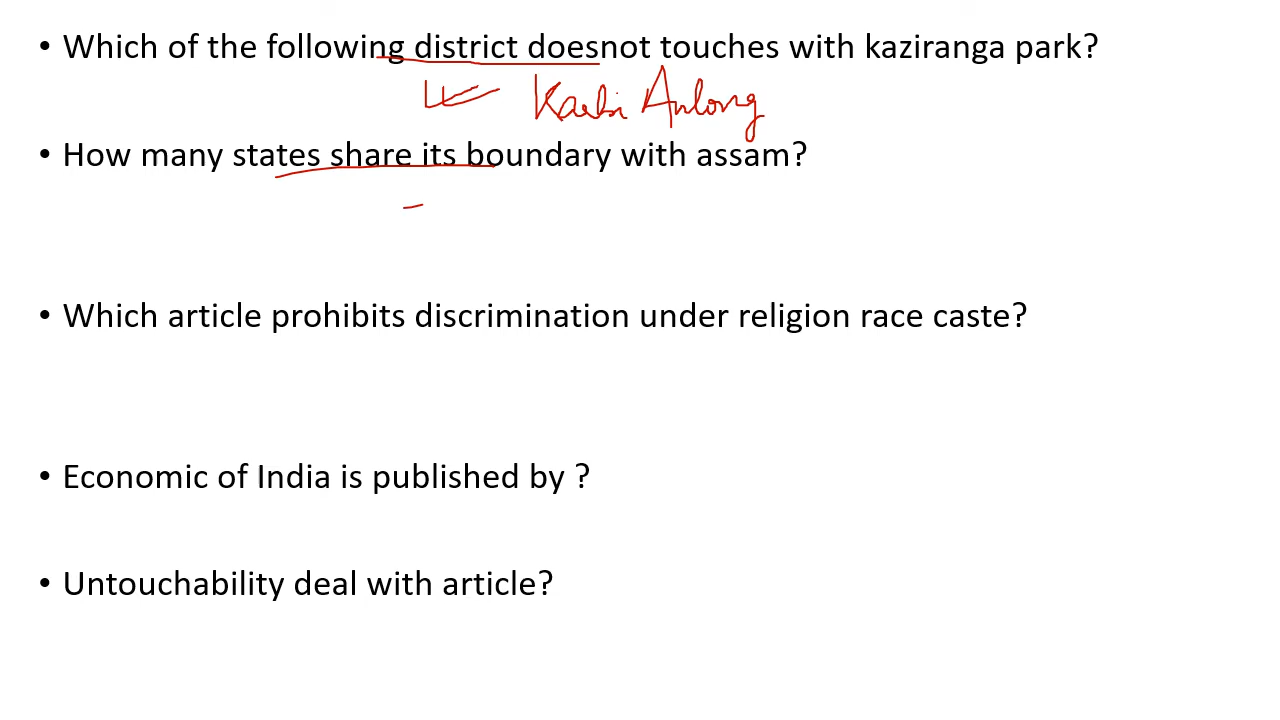 • Which of the following district doesnot touches with kaziranga park?
Karbi Anlong
• How many states share its boundary with assam?
• Which article prohibits discrimination under religion race caste?
• Economic of India is published by ?
• Untouchability deal with article?